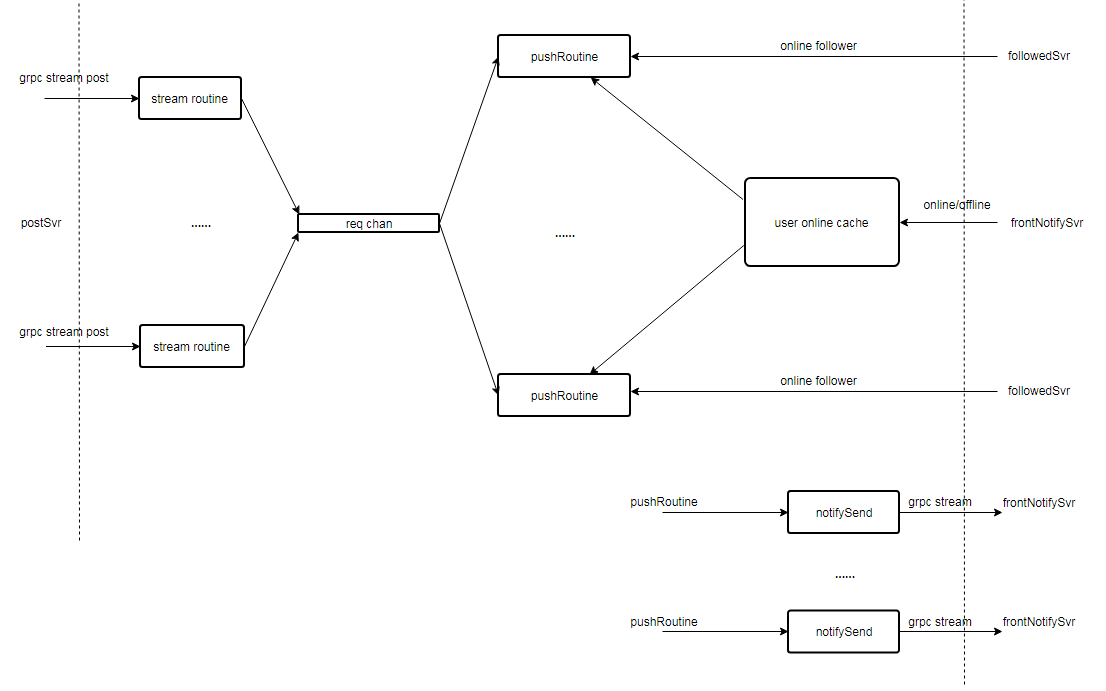 online follower
pushRoutine
followedSvr
grpc stream post
stream routine
online/offline
postSvr
......
req chan
......
user online cache
frontNotifySvr
grpc stream post
stream routine
online follower
pushRoutine
followedSvr
pushRoutine
notifySend
grpc stream
frontNotifySvr
......
pushRoutine
notifySend
grpc stream
frontNotifySvr